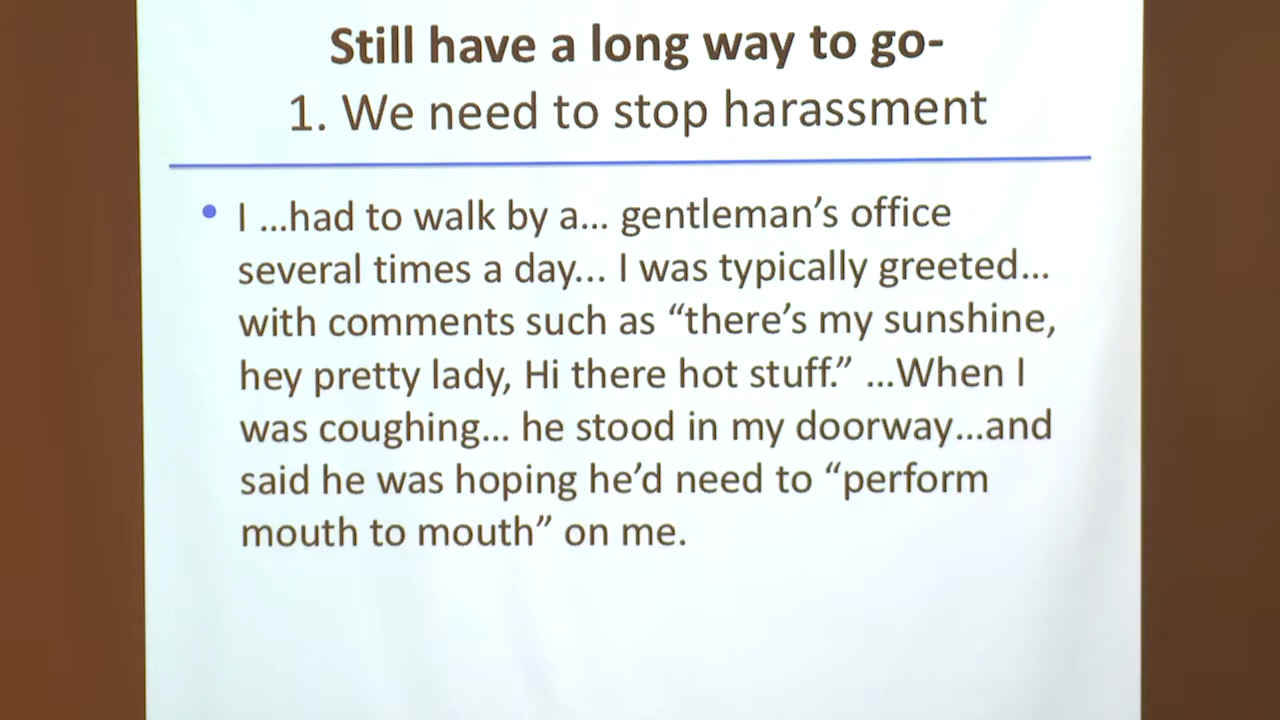 Still have a long way to go-
1. We need to stop harassment
• I ...had to walk by a... gentleman’s office
several times a day... I was typically greeted...
with comments such as “there’s my sunshine,
hey pretty lady, Hi there hot stuff.” ...When I
was coughing... he stood in my doorway...and
said he was hoping he’d need to “perform
mouth to mouth” on me.